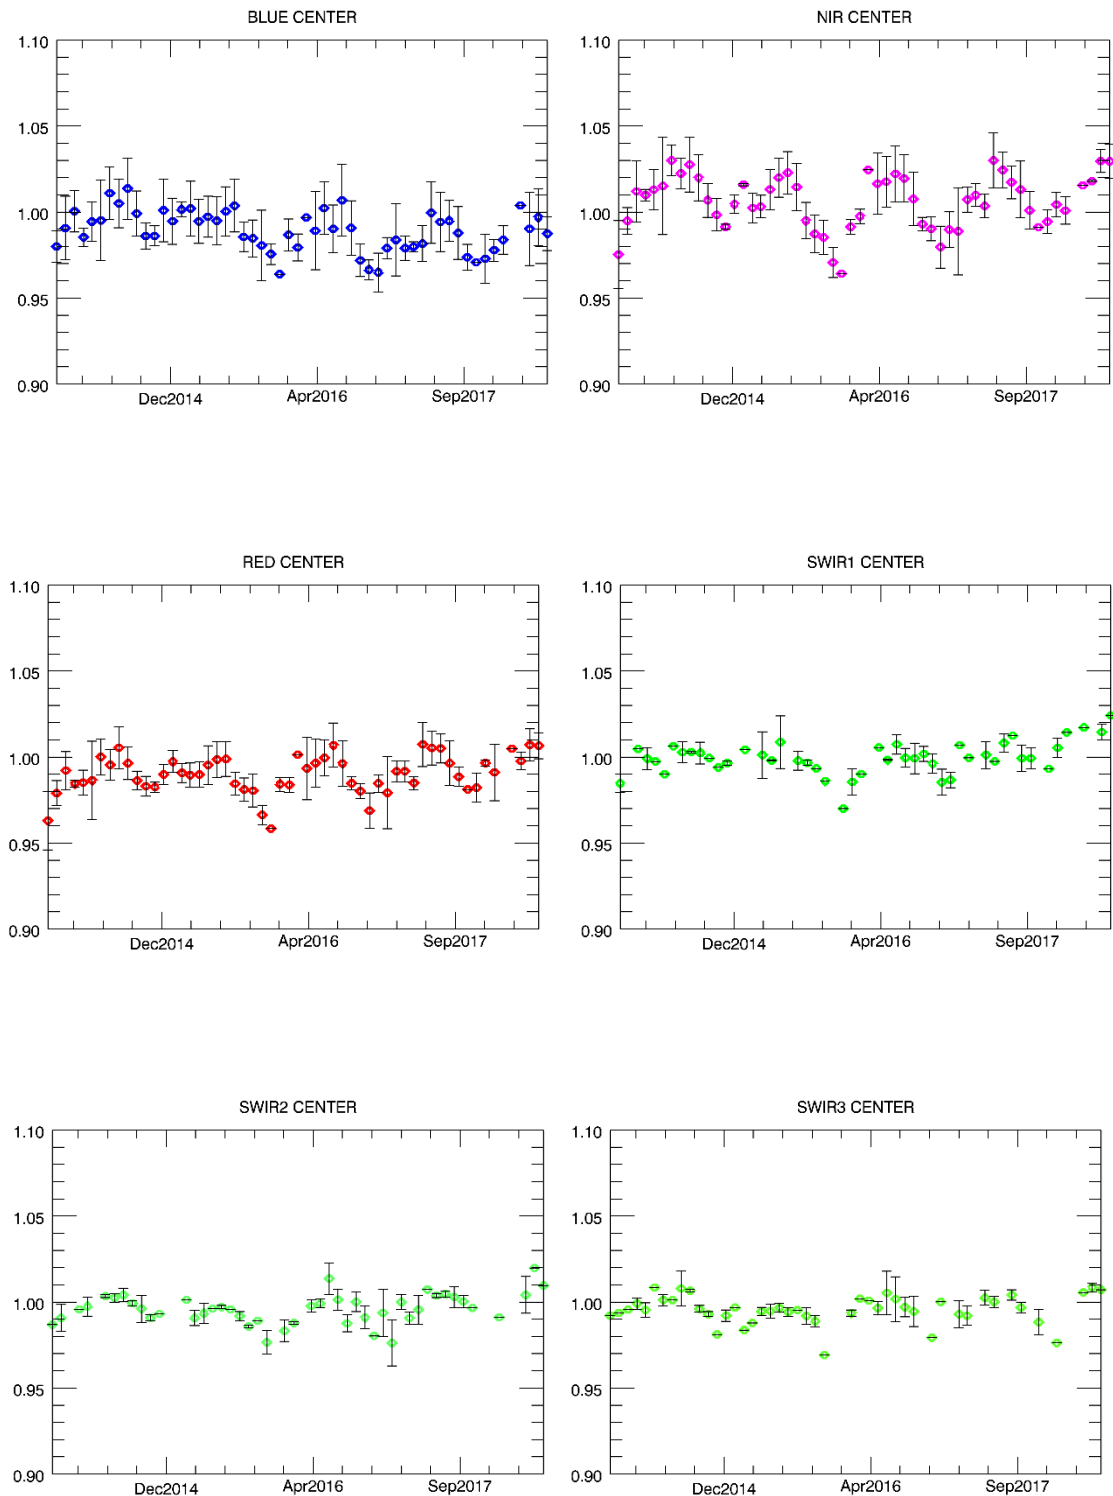 BLUE CENTER
1.10
1.05
1.00
0.95
0.90
Dec2014 Apr2016 Sep2017
NIR CENTER
1.10
1.05
1.00
0.95
0.90
Dec2014 Apr2016 Sep2017
RED CENTER
1.10
1.05
1.00
0.95
0.90
Dec2014 Apr2016 Sep2017
SWIR1 CENTER
1.10
1.05
1.00
0.95
0.90
Dec2014 Apr2016 Sep2017
SWIR2 CENTER
1.10
1.05
1.00
0.95
0.90
Dec2014 Apr2016 Sep2017
SWIR3 CENTER
1.10
1.05
1.00
0.95
0.90
Dec2014 Apr2016 Sep2017